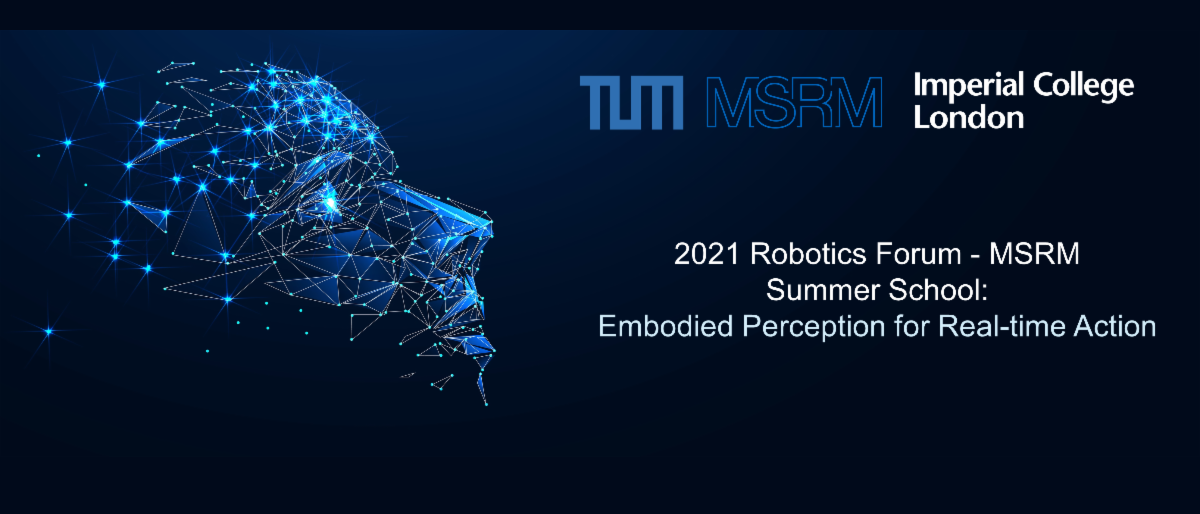 TUM MSRM Imperial College
London
2021 Robotics Forum - MSRM
Summer School:
Embodied Perception for Real-time Action